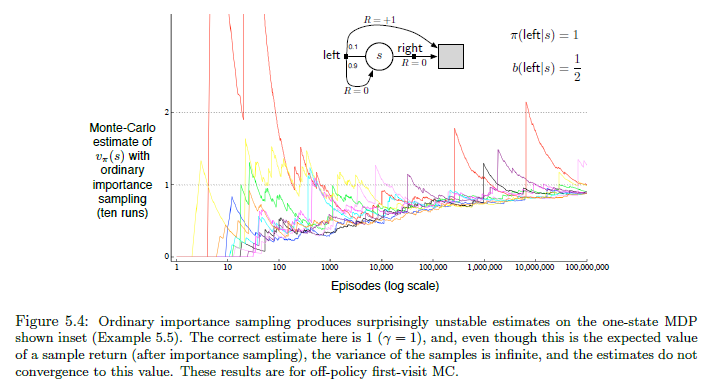 R = +1
π(left|s) = 1
left
0.1
s
right
0.9
R = 0
b(left|s) = 1/2
R = 0
2
Monte-Carlo
estimate of
vπ(s) with
ordinary
importance
sampling
(ten runs)
1
0
1
10
100
1000
10,000
100,000
1,000,000
10,000,000
100,000,000
Episodes (log scale)
Figure 5.4: Ordinary importance sampling produces surprisingly unstable estimates on the one-state MDP
shown inset (Example 5.5). The correct estimate here is 1 (γ = 1), and, even though this is the expected value
of a sample return (after importance sampling), the variance of the samples is infinite, and the estimates do not
convergence to this value. These results are for off-policy first-visit MC.